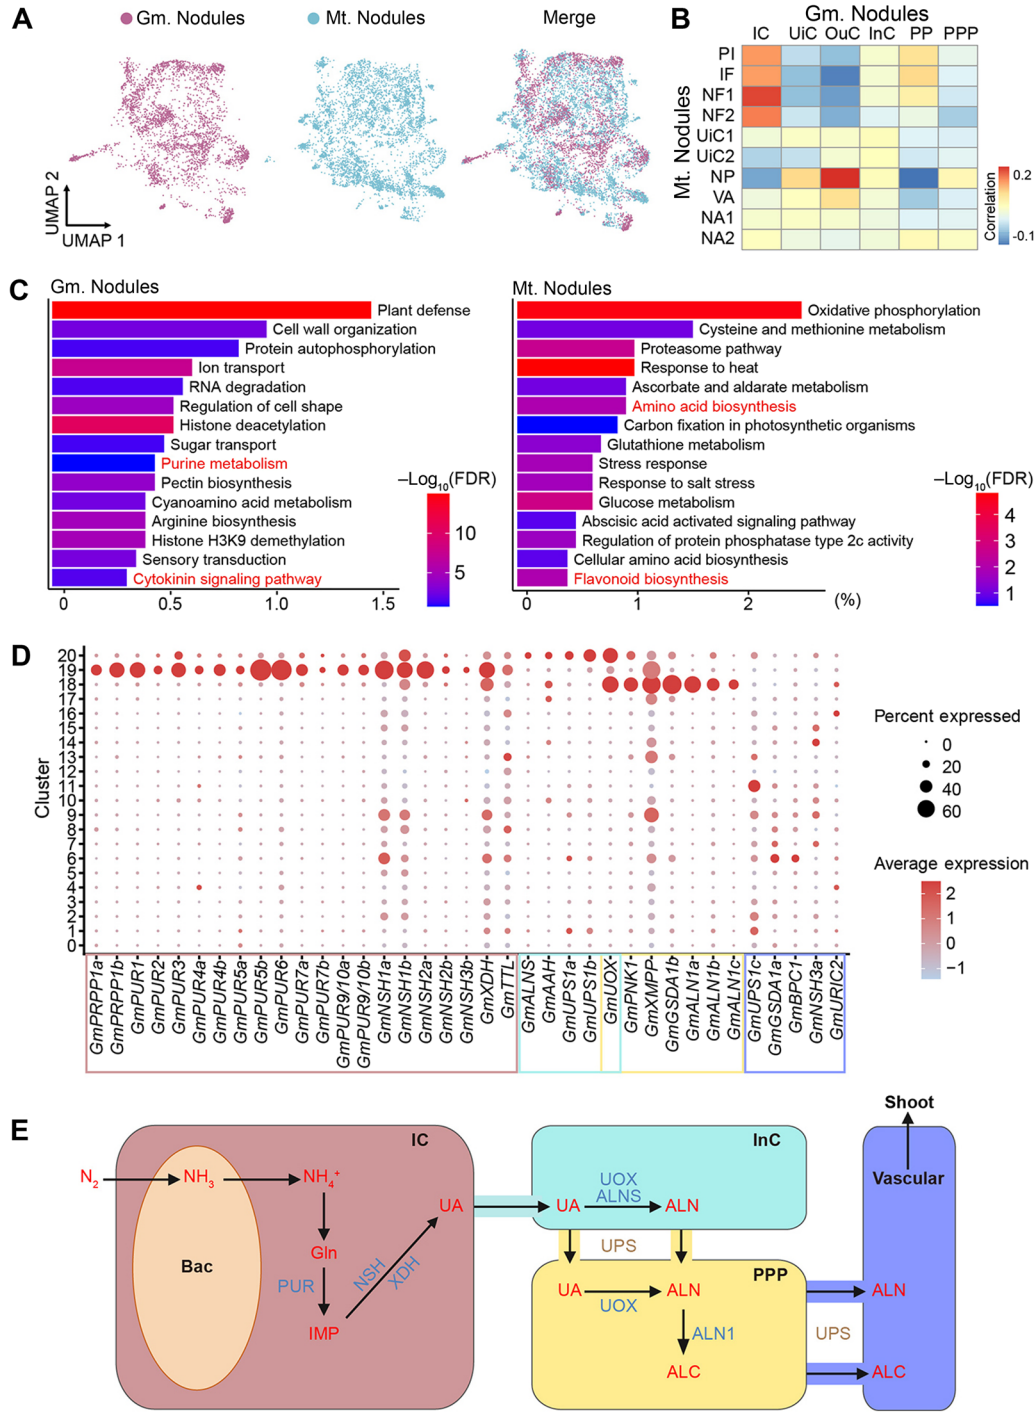 A
Gm. Nodules
Mt. Nodules
Merge
UMAP 2
UMAP 1
B
Gm. Nodules
IC UiC OuC InC PP PPP
Mt. Nodules
PI
IF
NF1
NF2
UiC1
UiC2
NP
VA
NA1
NA2
Correlation
0.2
-0.1
C
Gm. Nodules
Plant defense
Cell wall organization
Protein autophosphorylation
Ion transport
RNA degradation
Regulation of cell shape
Histone deacetylation
Sugar transport
Purine metabolism
Pectin biosynthesis
Cyanoamino acid metabolism
Arginine biosynthesis
Histone H3K9 demethylation
Sensory transduction
Cytokinin signaling pathway
0 0.5 1.0 1.5
–Log10(FDR)
10
5
Mt. Nodules
Oxidative phosphorylation
Cysteine and methionine metabolism
Proteasome pathway
Response to heat
Ascorbate and aldarate metabolism
Amino acid biosynthesis
Carbon fixation in photosynthetic organisms
Glutathione metabolism
Stress response
Response to salt stress
Glucose metabolism
Abscisic acid activated signaling pathway
Regulation of protein phosphatase type 2c activity
Cellular amino acid biosynthesis
Flavonoid biosynthesis
0 1 2 (%)
–Log10(FDR)
4
3
2
1
D
Cluster
20
19
18
17
16
15
14
13
12
11
10
9
8
7
6
5
4
3
2
1
0
GmPRPP1a
GmPRPP1b
GmPUR1
GmPUR2
GmPUR3
GmPUR4a
GmPUR4b
GmPUR5a
GmPUR5b
GmPUR6
GmPUR7a
GmPUR7b
GmPUR9/10a
GmPUR9/10b
GmNSH1a
GmNSH1b
GmNSH2a
GmNSH2b
GmNSH3b
GmXDH
GmTTL
GmALNS
GmAAH
GmUPS1a
GmUPS1b
GmUOX
GmPNK1
GmXMPP
GmGSDA1b
GmALN1a
GmALN1b
GmALN1c
GmUPS1c
GmGSDA1a
GmBPC1
GmNSH3a
GmURIC2
Percent expressed
0
20
40
60
Average expression
2
1
0
−1
E
IC
N2
NH3
NH4+
Bac
Gln
PUR
IMP
NSH
XDH
UA
InC
UA
UOX
ALNS
ALN
UPS
PPP
UA
UOX
ALN
ALN1
ALC
UPS
Shoot
Vascular
ALN
ALC